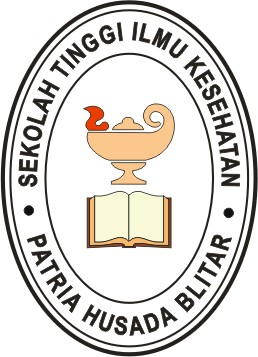 SEKOLAH TINGGI ILMU KESEHATAN
PATRIA HUSADA BLITAR